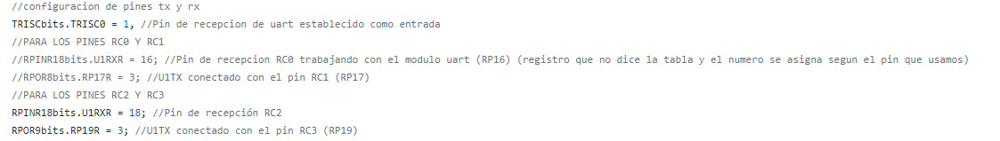 //configuracion de pines tx y rx
TRISCbits.TRISC0 = 1, //Pin de recepcion de uart establecido como entrada
//PARA LOS PINES RC0 Y RC1
//RPINR18bits.U1RXR = 16; //Pin de recepcion RC0 trabajando con el modulo uart (RP16) (registro que no dice la tabla y el numero se asigna segun el pin que usamos)
//RPOR8bits.RP17R = 3; //U1TX conectado con el pin RC1 (RP17)
//PARA LOS PINES RC2 Y RC3
RPINR18bits.U1RXR = 18; //Pin de recepción RC2
RPOR9bits.RP19R = 3; //U1TX conectado con el pin RC3 (RP19)